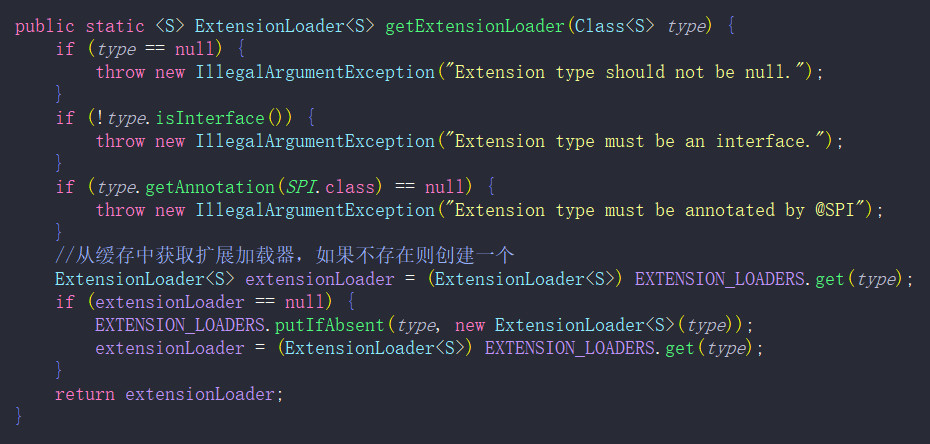 public static <S> ExtensionLoader<S> getExtensionLoader(Class<S> type) {
    if (type == null) {
        throw new IllegalArgumentException("Extension type should not be null.");
    }
    if (!type.isInterface()) {
        throw new IllegalArgumentException("Extension type must be an interface.");
    }
    if (type.getAnnotation(SPI.class) == null) {
        throw new IllegalArgumentException("Extension type must be annotated by @SPI");
    }
    //从缓存中获取扩展加载器，如果不存在则创建一个
    ExtensionLoader<S> extensionLoader = (ExtensionLoader<S>) EXTENSION_LOADERS.get(type);
    if (extensionLoader == null) {
        EXTENSION_LOADERS.putIfAbsent(type, new ExtensionLoader<S>(type));
        extensionLoader = (ExtensionLoader<S>) EXTENSION_LOADERS.get(type);
    }
    return extensionLoader;
}